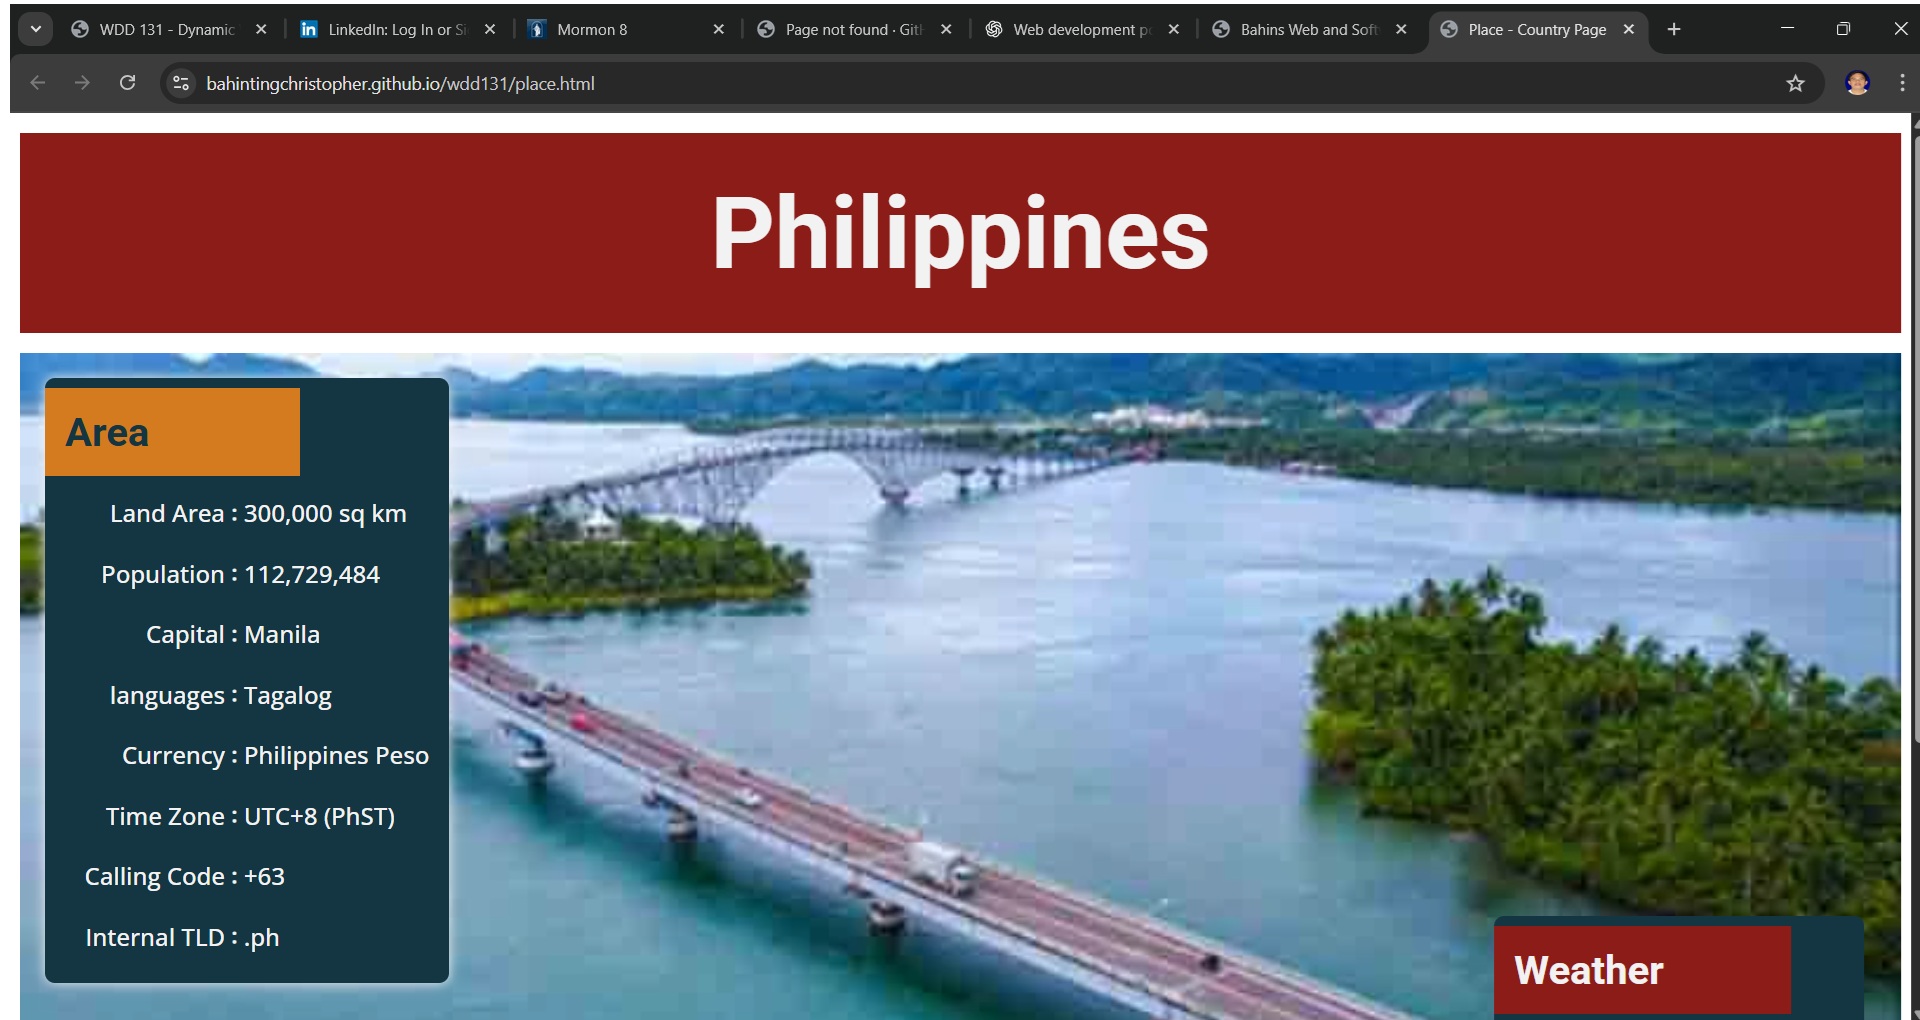 WDD 131 - Dynamic
LinkedIn: Log In or Si
Mormon 8
Page not found · Git
Web development p
Bahins Web and Soft
Place - Country Page
bahintingchristopher.github.io/wdd131/place.html
Philippines
Area
Land Area : 300,000 sq km
Population : 112,729,484
Capital : Manila
languages : Tagalog
Currency : Philippines Peso
Time Zone : UTC+8 (PhST)
Calling Code : +63
Internal TLD : .ph
Weather